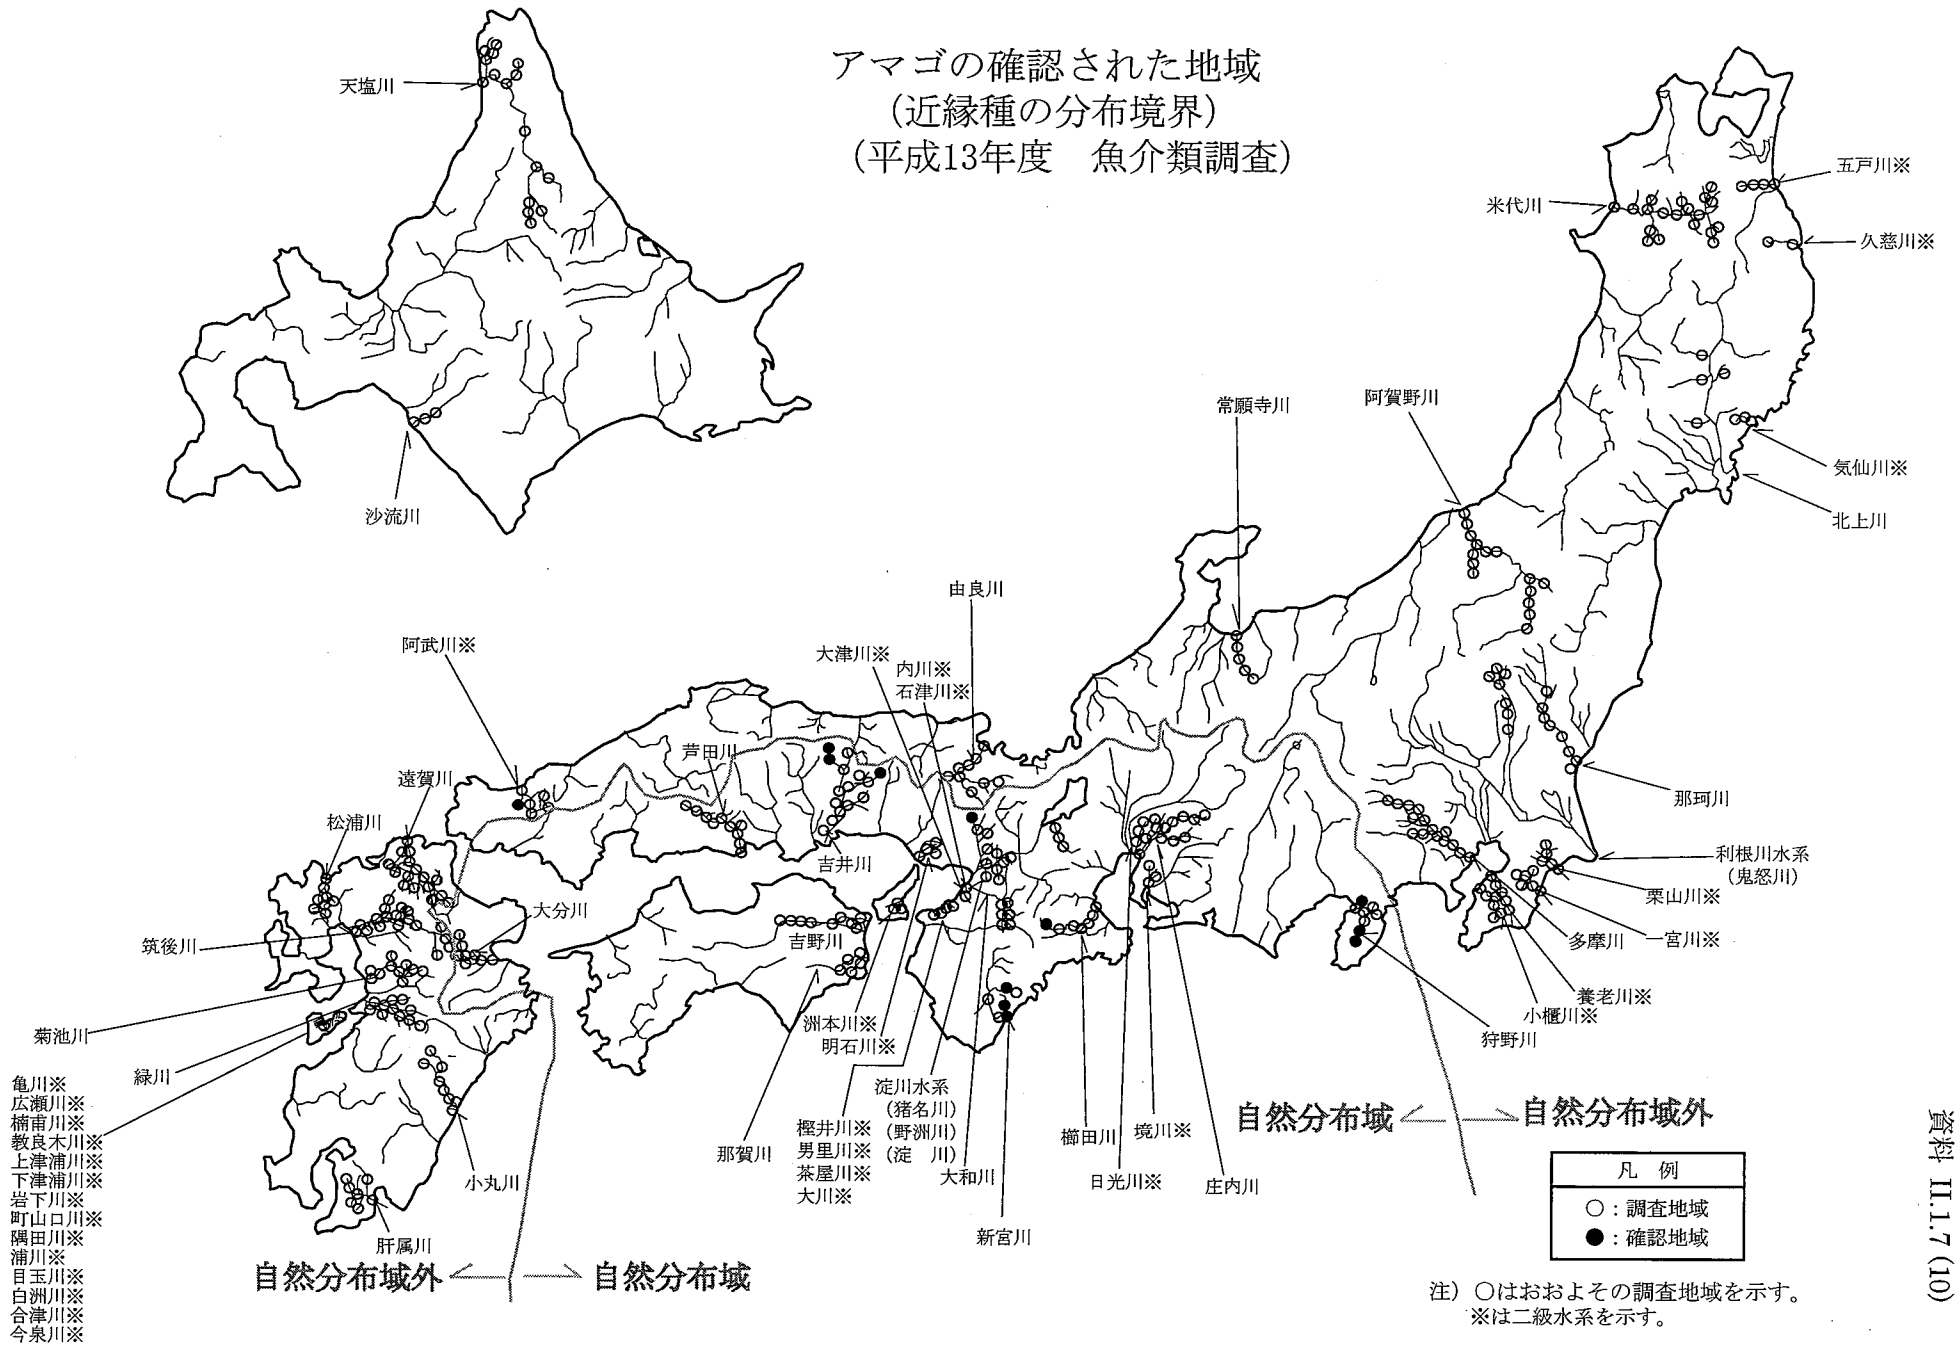 アマゴの確認された地域
(近縁種の分布境界)
(平成13年度　魚介類調査)
天塩川
沙流川
五戸川※
米代川
久慈川※
常願寺川
阿賀野川
気仙川※
北上川
由良川
阿武川※
大津川※
内川※
石津川※
芦田川
遠賀川
松浦川
吉井川
那珂川
利根川水系
(鬼怒川)
栗山川※
一宮川※
多摩川
養老川※
小櫃川※
狩野川
大分川
筑後川
吉野川
菊池川
緑川
洲本川※
明石川※
淀川水系
(猪名川)
(野洲川)
(淀　川)
樫井川※
男里川※
茶屋川※
大川※
那賀川
大和川
櫛田川
境川※
日光川※
庄内川
新宮川
小丸川
肝属川
亀川※
広瀬川※
楠甫川※
教良木川※
上津浦川※
下津浦川※
岩下川※
町山口川※
隅田川※
浦川※
目玉川※
白洲川※
合津川※
今泉川※
自然分布域外
自然分布域
自然分布域
自然分布域外
凡　例
○：調査地域
●：確認地域
注）○はおおよその調査地域を示す。
※は二級水系を示す。
資料 II.1.7 (10)